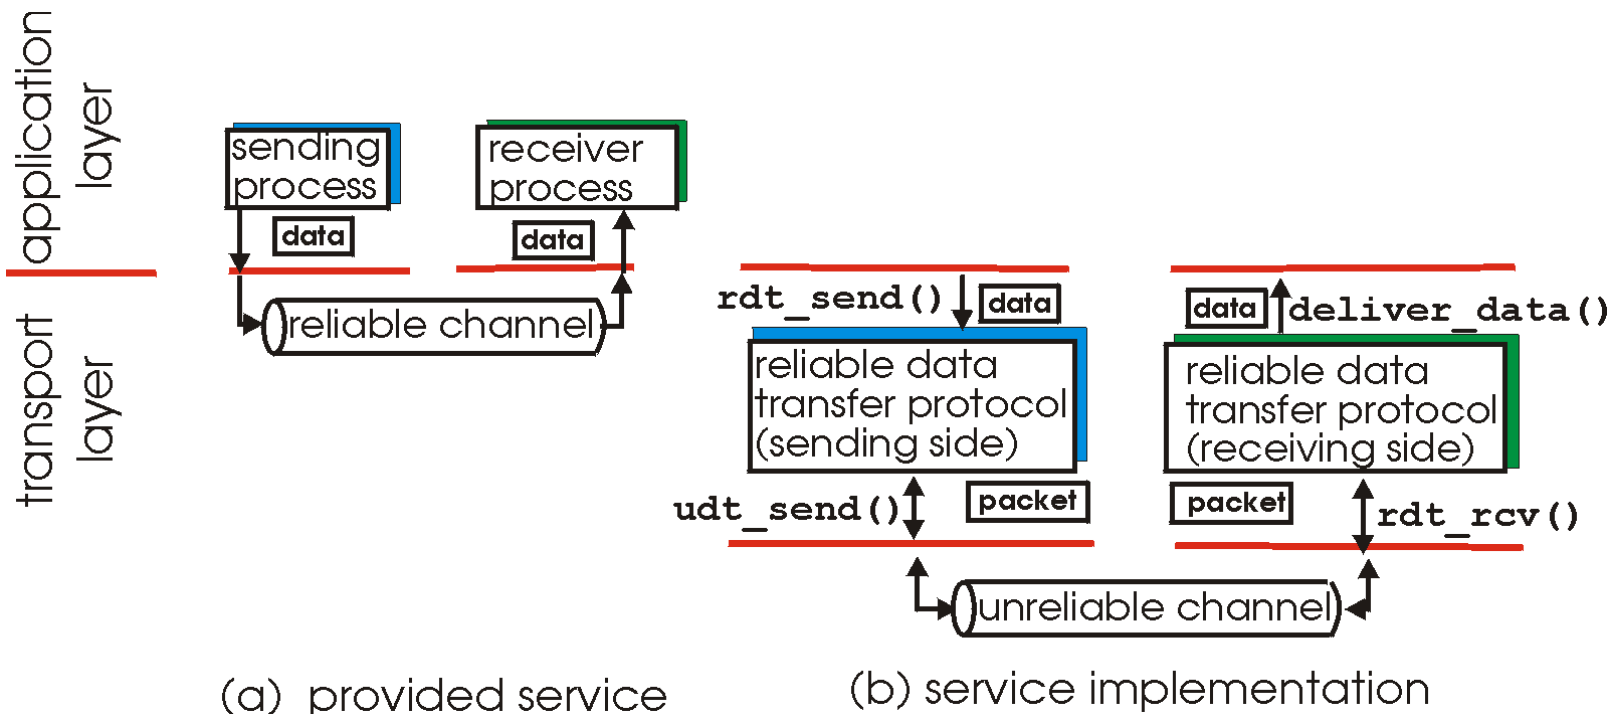 application
layer
transport
layer
sending
process
data
receiver
process
data
reliable channel
(a) provided service
rdt_send()
data
reliable data
transfer protocol
(sending side)
udt_send()
packet
data
deliver_data()
reliable data
transfer protocol
(receiving side)
packet
rdt_rcv()
unreliable channel
(b) service implementation